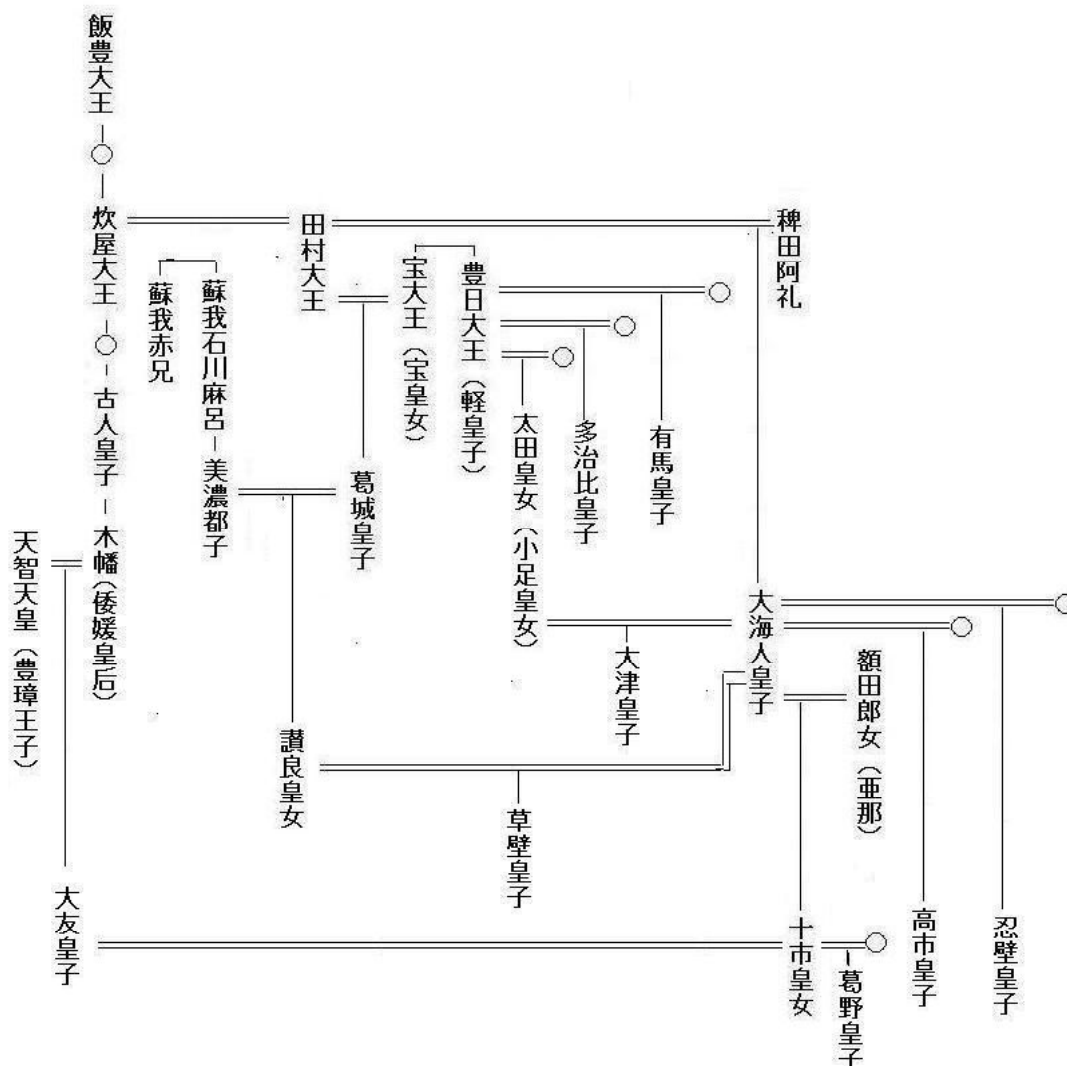 飯豊大王
炊屋大王
古人皇子
木幡（倭媛皇后）
天智天皇（豊璋王子）
大友皇子
蘇我赤兄
蘇我石川麻呂
美濃都子
田村大王
宝大王（宝皇女）
豊日大王（軽皇子）
葛城皇子
讃良皇女
太田皇女（小足皇女）
多治比皇子
有馬皇子
稗田阿礼
大海人皇子
大津皇子
草壁皇子
額田郎女（亜那）
十市皇女
葛野皇子
高市皇子
忍壁皇子